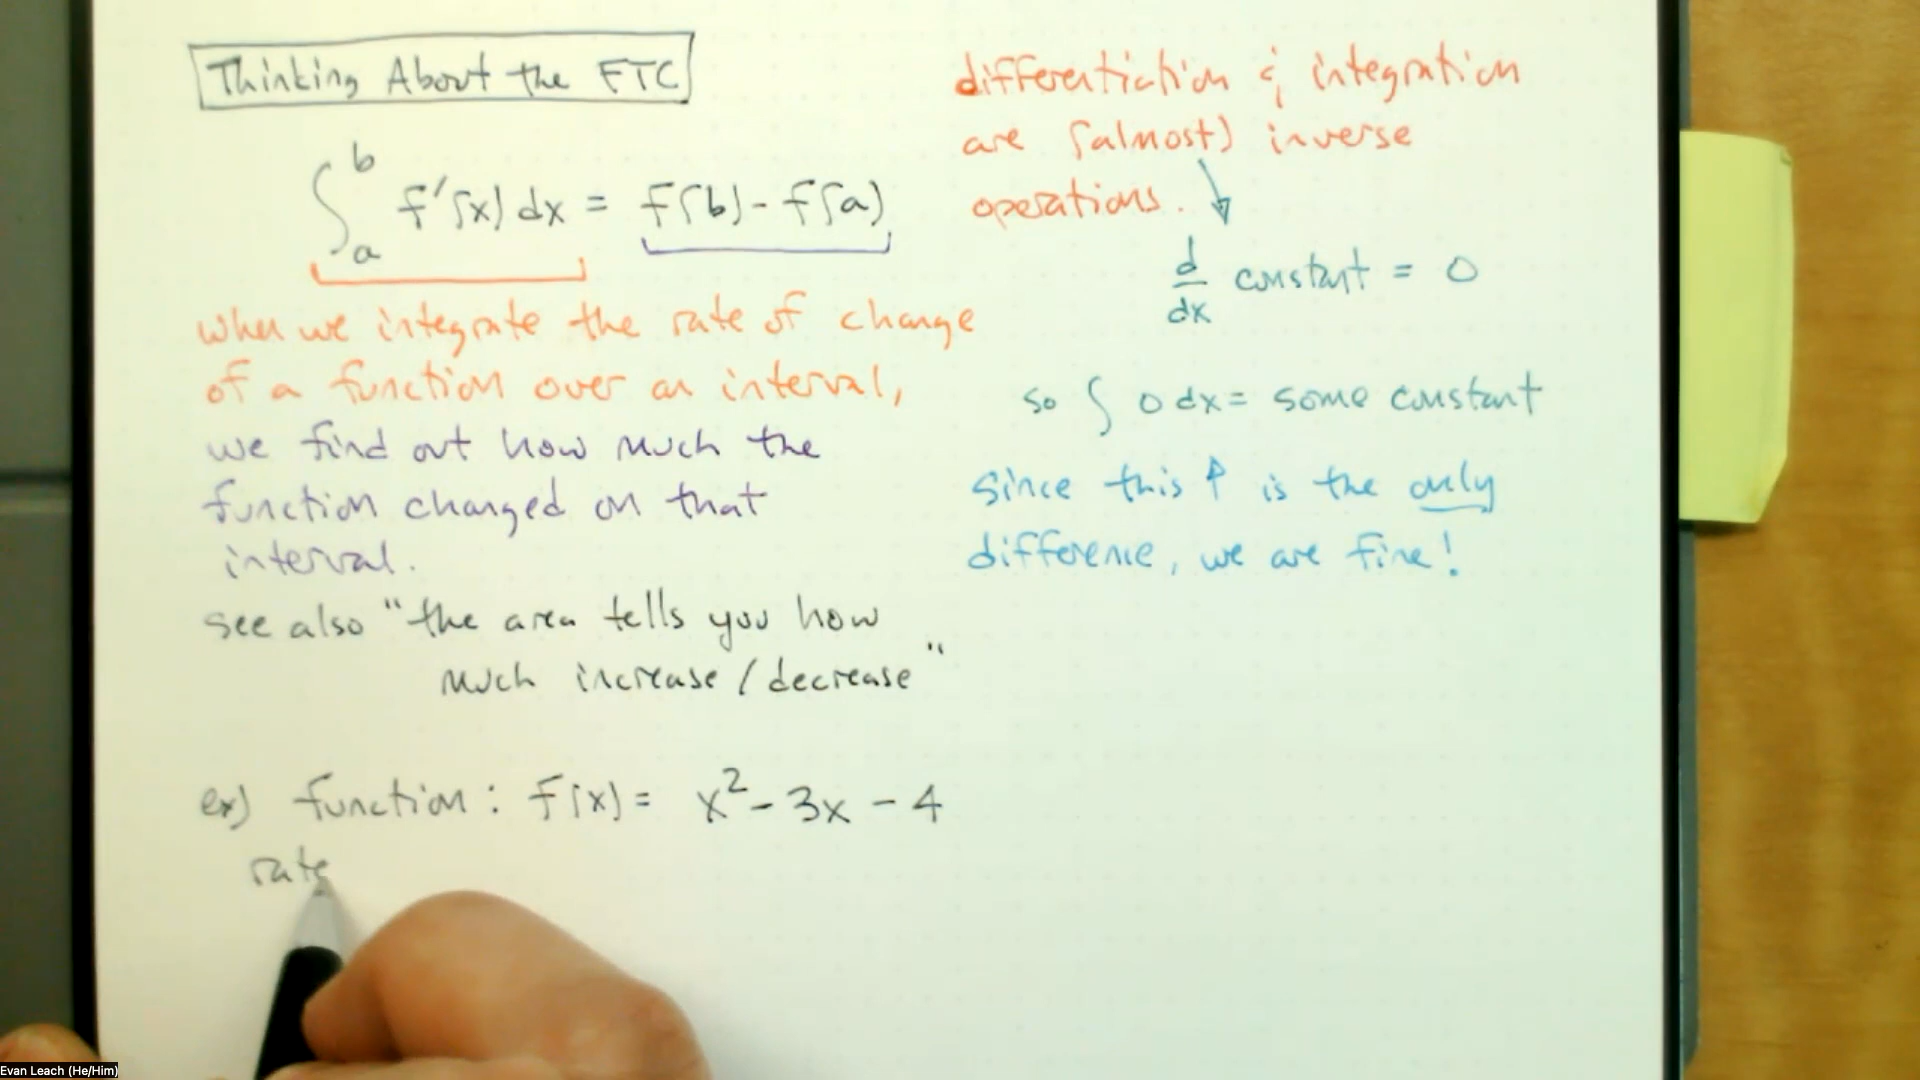 Thinking About the FTC
∫_a^b f'(x) dx = f(b) - f(a)
when we integrate the rate of change
of a function over an interval,
we find out how much the
function changed on that
interval.
see also "the area tells you how
much increase / decrease"
ex) function : f(x) = x² - 3x - 4
rate
differentiction & integration
are (almost) inverse
operations.
d/dx constant = 0
so ∫ 0 dx = some constant
since this ↑ is the only
difference, we are fine!
Evan Leach (He/Him)